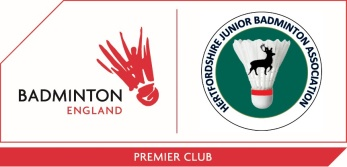 BADMINTON
ENGLAND
HERTFORDSHIRE JUNIOR BADMINTON ASSOCIATION
PREMIER CLUB